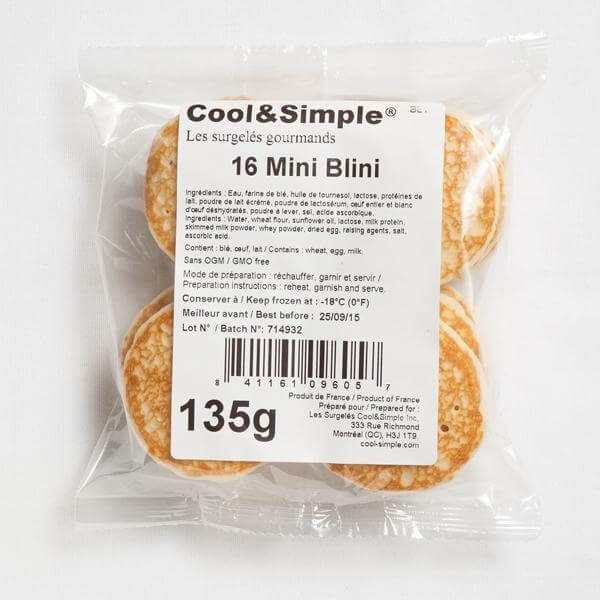 Cool&Simple®
Les surgelés gourmands
16 Mini Blini
Ingrédients : Eau, farine de blé, huile de tournesol, lactose, protéines de
lait, poudre de lait écrémé, poudre de lactosérum, œuf entier et blanc
d'œuf déshydratés, poudre à lever, sel, acide ascorbique.
Ingredients : Water, wheat flour, sunflower oil, lactose, milk protein,
skimmed milk powder, whey powder, dried egg, raising agents, salt,
ascorbic acid.
Contient : blé, œuf, lait / Contains : wheat, egg, milk.
Sans OGM / GMO free
Mode de préparation : réchauffer, garnir et servir /
Preparation instructions : reheat, garnish and serve.
Conserver à / Keep frozen at : -18°C (0°F)
Meilleur avant / Best before : 25/09/15
Lot N° / Batch N°: 714932
8 41161 09605 7
135g
Produit de France / Product of France
Préparé pour / Prepared for :
Les Surgelés Cool&Simple Inc.
333 Rue Richmond
Montréal (QC), H3J 1T9
cool-simple.com